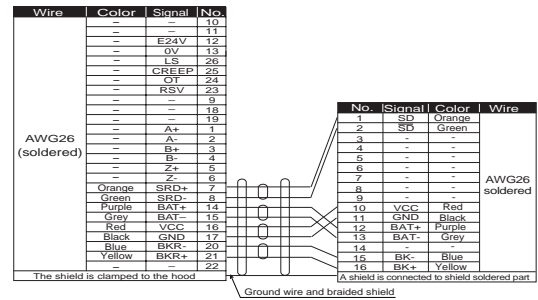 Wire Color Signal No.
– – 10
– – 11
– E24V 12
– 0V 13
– LS 26
– CREEP 25
– OT 24
– RSV 23
– – 9
– – 18
– – 19
– A+ 1
– A- 2
– B+ 3
– B- 4
– Z+ 5
– Z- 6
Orange SRD+ 7
Green SRD- 8
Purple BAT+ 14
Grey BAT– 15
Red VCC 16
Black GND 17
Blue BKR- 20
Yellow BKR+ 21
– – 22
AWG26
(soldered)
The shield is clamped to the hood
No. Signal Color Wire
1 SD Orange
2 SD Green
3 - -
4 - -
5 - -
6 - -
7 - -
8 - -
9 - -
10 VCC Red
11 GND Black
12 BAT+ Purple
13 BAT- Grey
14 - -
15 BK- Blue
16 BK+ Yellow
AWG26
soldered
A shield is connected to shield soldered part
Ground wire and braided shield